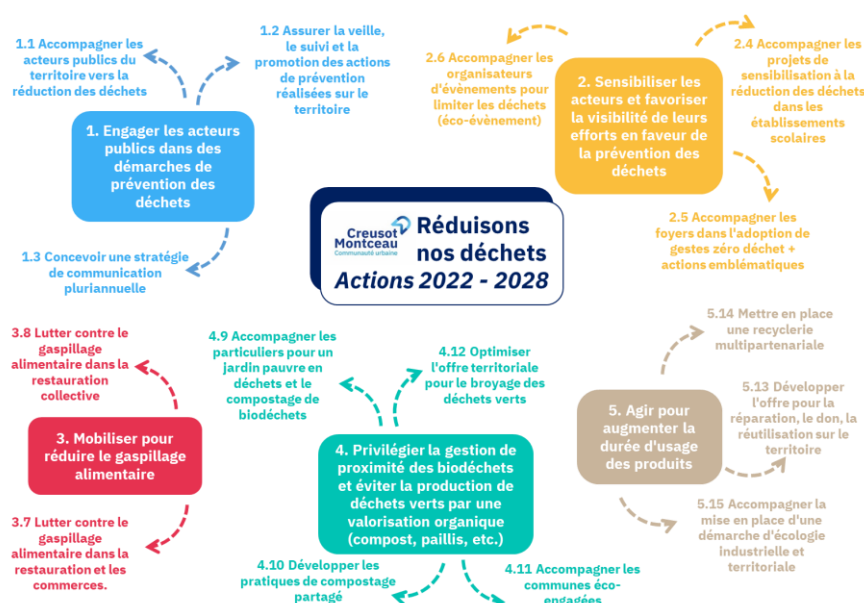 1.1 Accompagner les
acteurs publics du
territoire vers la
réduction des déchets
1.2 Assurer la veille,
le suivi et la
promotion des actions
de prévention
réalisées sur le
territoire
1. Engager les acteurs
publics dans des
démarches de
prévention des
déchets
1.3 Concevoir une stratégie
de communication
pluriannuelle
2.6 Accompagner les
organisateurs
d'évènements pour
limiter les déchets
(éco-évènement)
2. Sensibiliser les
acteurs et favoriser
la visibilité de leurs
efforts en faveur de
la prévention des
déchets
2.4 Accompagner les
projets de
sensibilisation à la
réduction des déchets
dans les
établissements
scolaires
2.5 Accompagner les
foyers dans l'adoption de
gestes zéro déchet +
actions emblématiques
Creusot
Montceau
Communauté urbaine
Réduisons
nos déchets
Actions 2022 - 2028
3.8 Lutter contre le
gaspillage
alimentaire dans la
restauration
collective
3. Mobiliser pour
réduire le gaspillage
alimentaire
3.7 Lutter contre le
gaspillage
alimentaire dans la
restauration et les
commerces.
4.9 Accompagner les
particuliers pour un
jardin pauvre en
déchets et le
compostage de
biodéchets
4.12 Optimiser
l'offre territoriale
pour le broyage des
déchets verts
4. Privilégier la gestion de
proximité des biodéchets
et éviter la production de
déchets verts par une
valorisation organique
(compost, paillis, etc.)
4.10 Développer les
pratiques de compostage
partagé
4.11 Accompagner les
communes éco-
engagées
5.14 Mettre en place
une recyclerie
multipartenariale
5. Agir pour
augmenter la
durée d'usage
des produits
5.13 Développer
l'offre pour la
réparation, le don, la
réutilisation sur le
territoire
5.15 Accompagner la
mise en place d'une
démarche d'écologie
industrielle et
territoriale